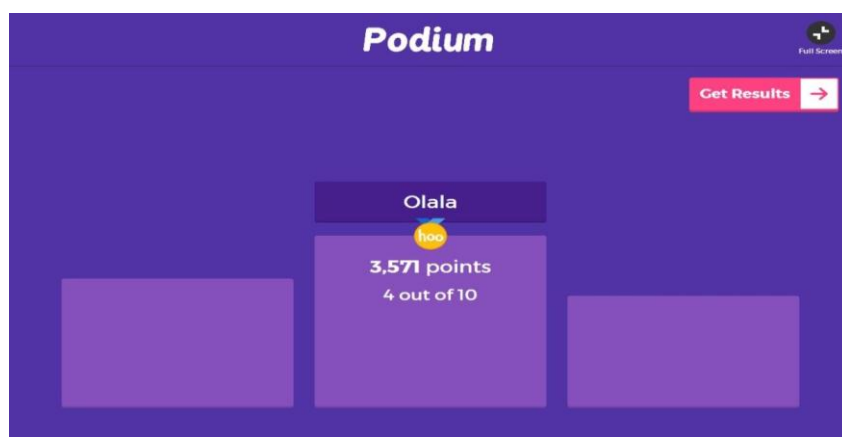 Podium
Full Screen
Get Results
Olala
hoo
3,571 points
4 out of 10